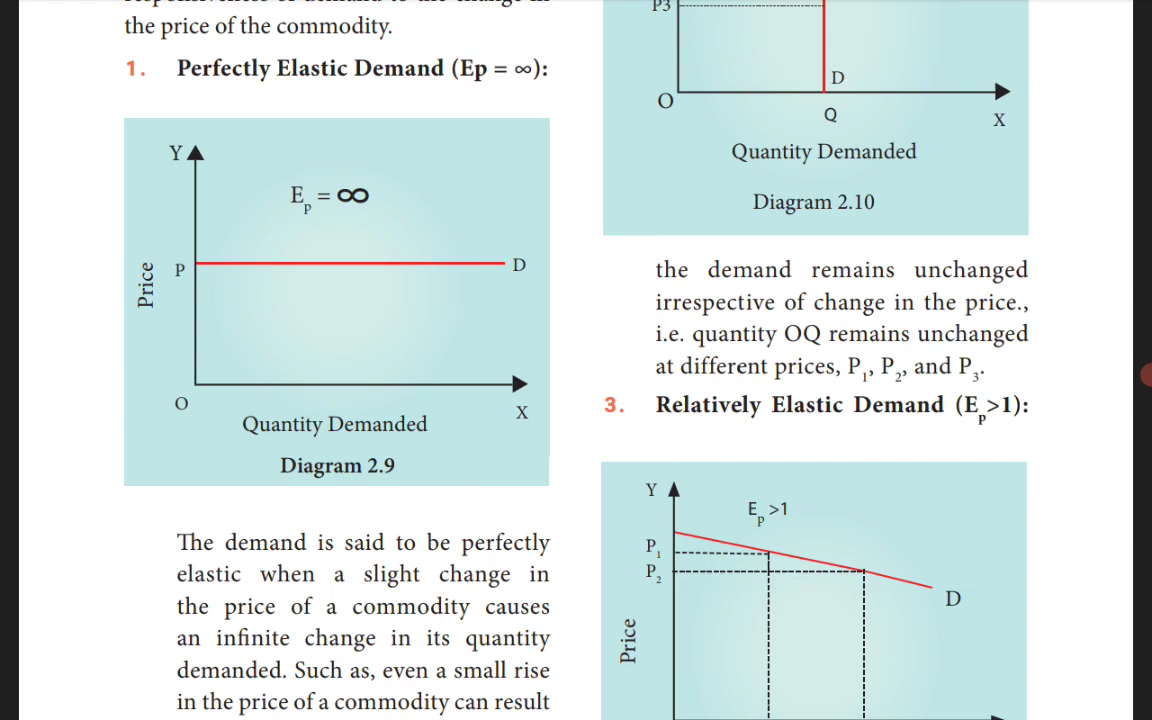 the price of the commodity.
1. Perfectly Elastic Demand (Ep = ∞):
Y
E_p = ∞
P
D
Price
O
X
Quantity Demanded
Diagram 2.9
The demand is said to be perfectly
elastic when a slight change in
the price of a commodity causes
an infinite change in its quantity
demanded. Such as, even a small rise
in the price of a commodity can result
P3
D
O
Q
X
Quantity Demanded
Diagram 2.10
the demand remains unchanged
irrespective of change in the price.,
i.e. quantity OQ remains unchanged
at different prices, P₁, P₂, and P₃.
3. Relatively Elastic Demand (E_p>1):
Y
E_p >1
P₁
P₂
D
Price